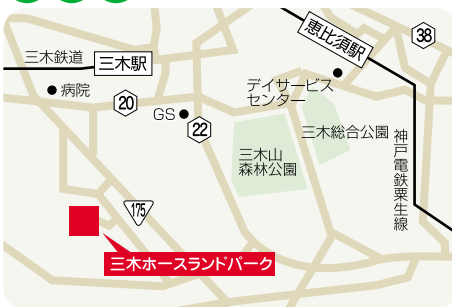 恵比須駅
38
三木鉄道
三木駅
デイサービス
センター
病院
20
GS
22
三木総合公園
三木山
森林公園
神戸電鉄粟生線
175
三木ホースランドパーク